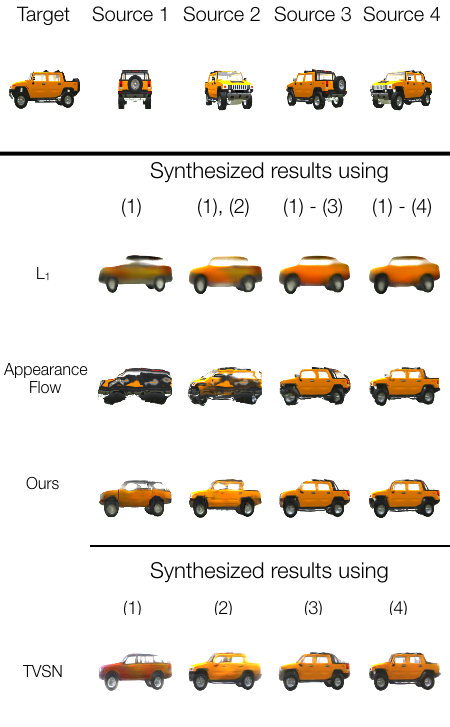 Target Source 1 Source 2 Source 3 Source 4
Synthesized results using
(1) (1), (2) (1) - (3) (1) - (4)
L1
Appearance
Flow
Ours
Synthesized results using
(1) (2) (3) (4)
TVSN